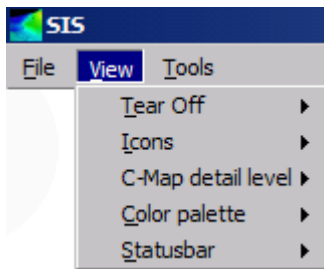 SIS
File View Tools
Tear Off
Icons
C-Map detail level
Color palette
Statusbar